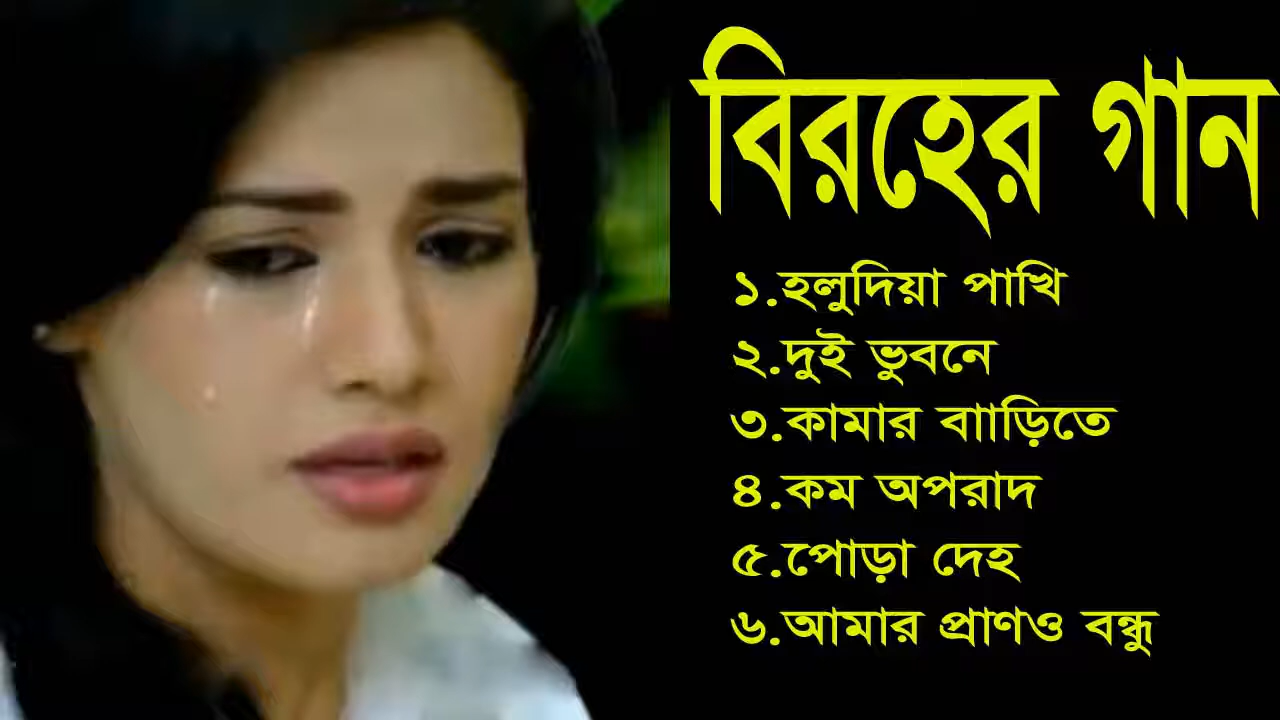 বিরহের গান
১.হলুদিয়া পাখি
২.দুই ভুবনে
৩.কামার বাাড়িতে
৪.কম অপরাদ
৫.পোড়া দেহ
৬.আমার প্রাণও বন্ধু